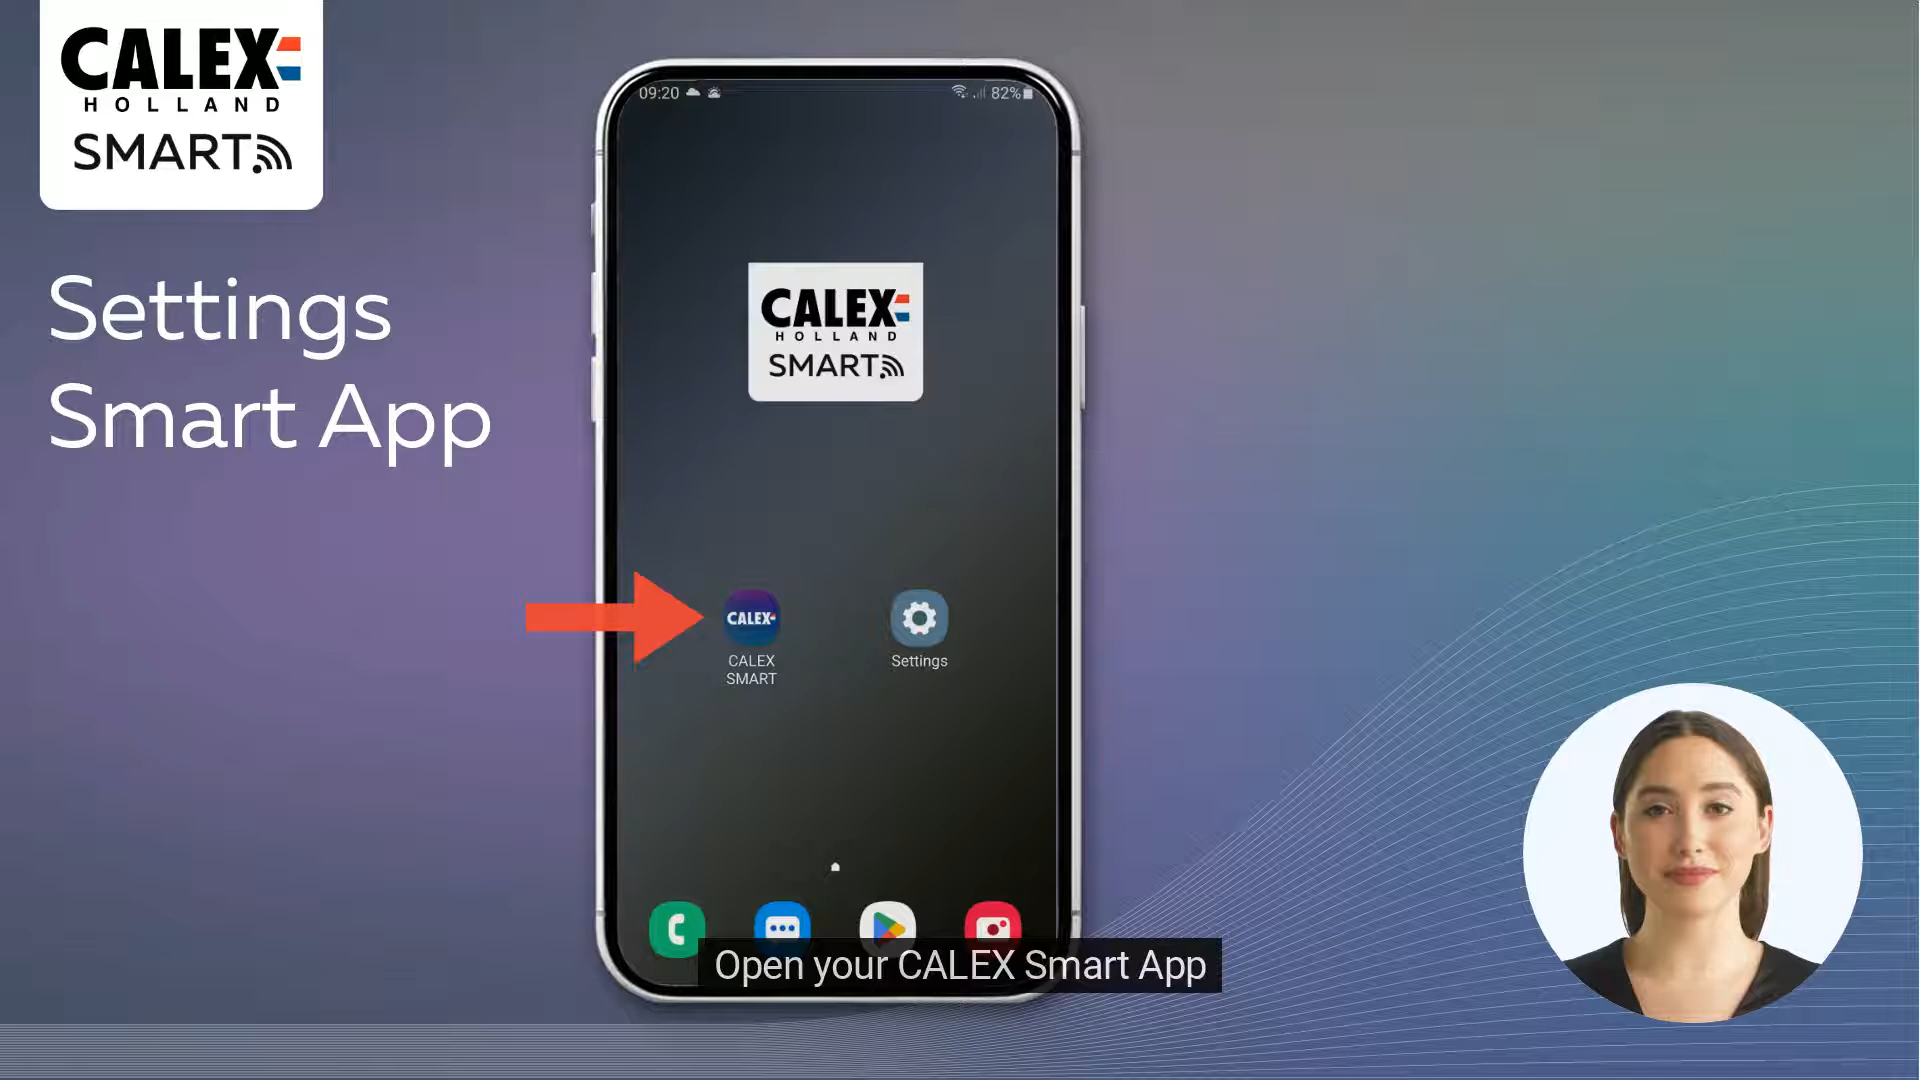 CALEX
HOLLAND
SMART
Settings
Smart App
09:20
82%
CALEX
HOLLAND
SMART
CALEX
CALEX
SMART
Settings
Open your CALEX Smart App